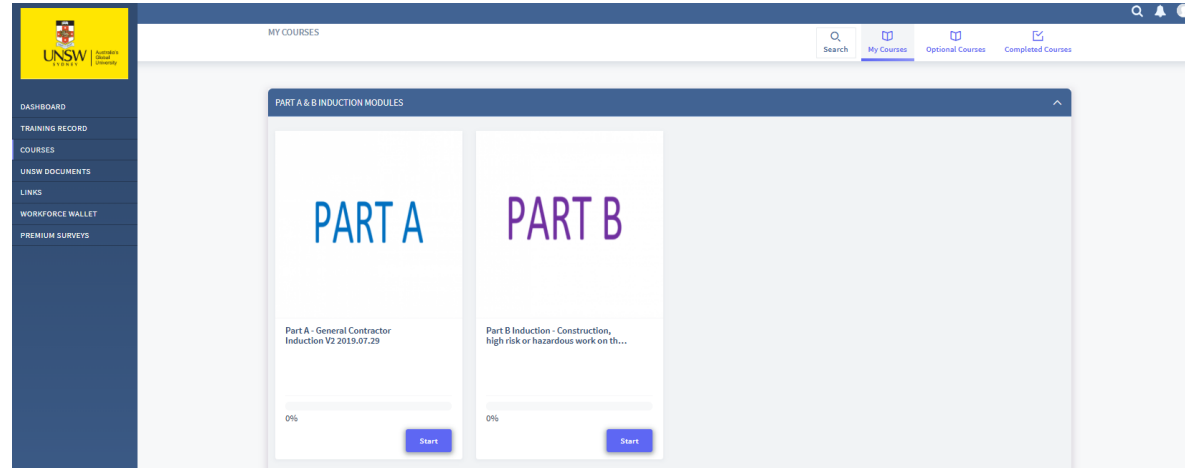 UNSW
SYDNEY
Australia's
Global
University
MY COURSES
Search
My Courses
Optional Courses
Completed Courses
DASHBOARD
TRAINING RECORD
COURSES
UNSW DOCUMENTS
LINKS
WORKFORCE WALLET
PREMIUM SURVEYS
PART A & B INDUCTION MODULES
PART A
Part A - General Contractor
Induction V2 2019.07.29
0%
Start
PART B
Part B Induction - Construction,
high risk or hazardous work on th...
0%
Start